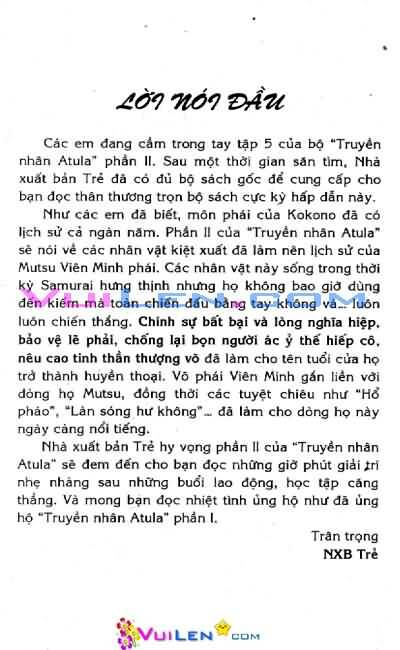 LỜI NÓI ĐẦU
Các em đang cầm trong tay tập 5 của bộ "Truyền
nhân Atula" phần II. Sau một thời gian săn tìm, Nhà
xuất bản Trẻ đã có đủ bộ sách gốc để cung cấp cho
bạn đọc thân thương trọn bộ sách cực kỳ hấp dẫn này.
Như các em đã biết, môn phái của Kokono đã có
lịch sử cả ngàn năm. Phần II của "Truyền nhân Atula"
sẽ nói về các nhân vật kiệt xuất đã làm nên lịch sử của
Mutsu Viên Minh phái. Các nhân vật này sống trong thời
kỳ Samurai hưng thịnh nhưng họ không bao giờ dùng
đến kiếm mà toàn chiến đấu bằng tay không và... luôn
luôn chiến thắng. Chính sự bất bại và lòng nghĩa hiệp,
bảo vệ lẽ phải, chống lại bọn người ác ỷ thế hiếp cô,
nêu cao tinh thần thượng võ đã làm cho tên tuổi của họ
trở thành huyền thoại. Võ phái Viên Minh gắn liền với
dòng họ Mutsu, đồng thời các tuyệt chiêu như "Hổ
pháo", "Làn sóng hư không"... đã làm cho dòng họ này
ngày càng nổi tiếng.
Nhà xuất bản Trẻ hy vọng phần II của "Truyền nhân
Atula" sẽ đem đến cho bạn đọc những giờ phút giải trí
nhẹ nhàng sau những buổi lao động, học tập căng
thẳng. Và mong bạn đọc nhiệt tình ủng hộ như đã ủng
hộ "Truyền nhân Atula" phần I.
Trân trọng
NXB Trẻ
VUILEN.COM
VUILEN.COM